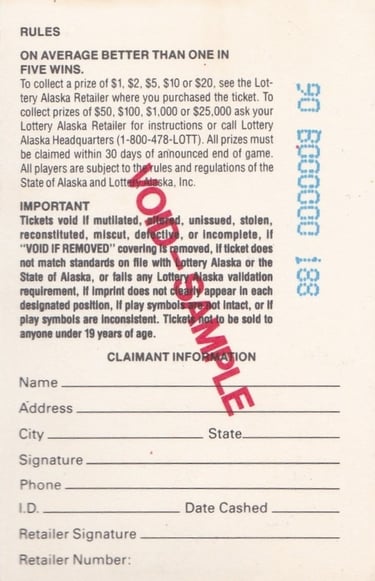 RULES
ON AVERAGE BETTER THAN ONE IN
FIVE WINS.
To collect a prize of $1, $2, $5, $10 or $20, see the Lot-
tery Alaska Retailer where you purchased the ticket. To
collect prizes of $50, $100, $1,000 or $25,000 ask your
Lottery Alaska Retailer for instructions or call Lottery
Alaska Headquarters (1-800-478-LOTT). All prizes must
be claimed within 30 days of announced end of game.
All players are subject to the rules and regulations of the
State of Alaska and Lottery Alaska, Inc.
IMPORTANT
Tickets void if mutilated, altered, unissued, stolen,
reconstituted, miscut, defective, or incomplete, if
"VOID IF REMOVED" covering is removed, if ticket does
not match standards on file with Lottery Alaska or the
State of Alaska, or fails any Lottery Alaska validation
requirement, if imprint does not clearly appear in each
designated position, if play symbols are not intact, or if
play symbols are inconsistent. Tickets not to be sold to
anyone under 19 years of age.
VOID—SAMPLE
CLAIMANT INFORMATION
Name
Address
City State
Signature
Phone
I.D. Date Cashed
Retailer Signature
Retailer Number: